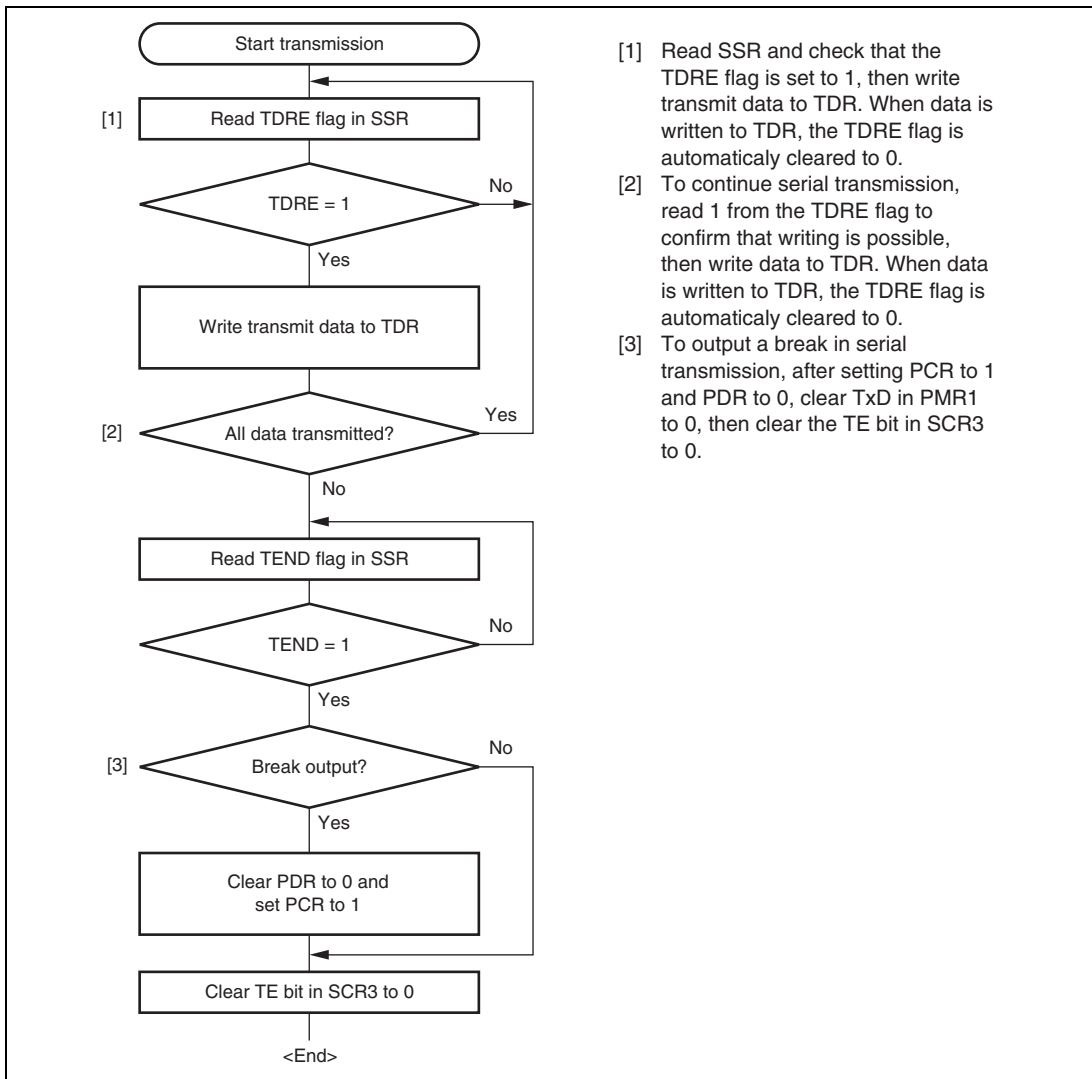 Start transmission
[1]
Read TDRE flag in SSR
TDRE = 1
No
Yes
Write transmit data to TDR
[2]
All data transmitted?
Yes
No
Read TEND flag in SSR
TEND = 1
No
Yes
[3]
Break output?
No
Yes
Clear PDR to 0 and
set PCR to 1
Clear TE bit in SCR3 to 0
<End>
[1] Read SSR and check that the
TDRE flag is set to 1, then write
transmit data to TDR. When data is
written to TDR, the TDRE flag is
automaticaly cleared to 0.
[2] To continue serial transmission,
read 1 from the TDRE flag to
confirm that writing is possible,
then write data to TDR. When data
is written to TDR, the TDRE flag is
automaticaly cleared to 0.
[3] To output a break in serial
transmission, after setting PCR to 1
and PDR to 0, clear TxD in PMR1
to 0, then clear the TE bit in SCR3
to 0.